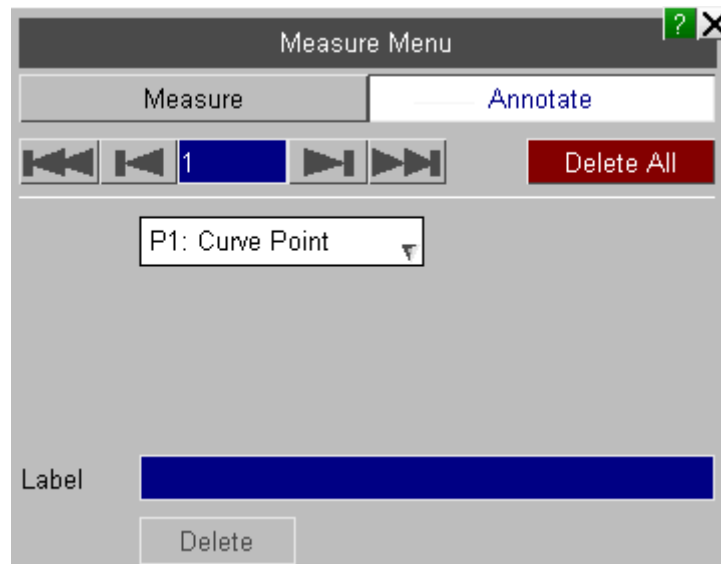 ?
Measure Menu
Measure Annotate
1 Delete All
P1: Curve Point
Label
Delete